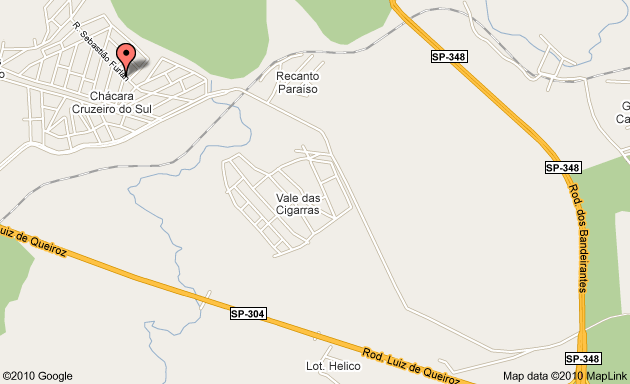 SP-348
R. Sebastião Furlan
Recanto
Paraíso
Chácara
Cruzeiro do Sul
SP-348
Vale das
Cigarras
Rod. dos Bandeirantes
Luiz de Queiroz
SP-304
Rod. Luiz de Queiroz
SP-348
Lot. Helico
©2010 Google
Map data ©2010 MapLink